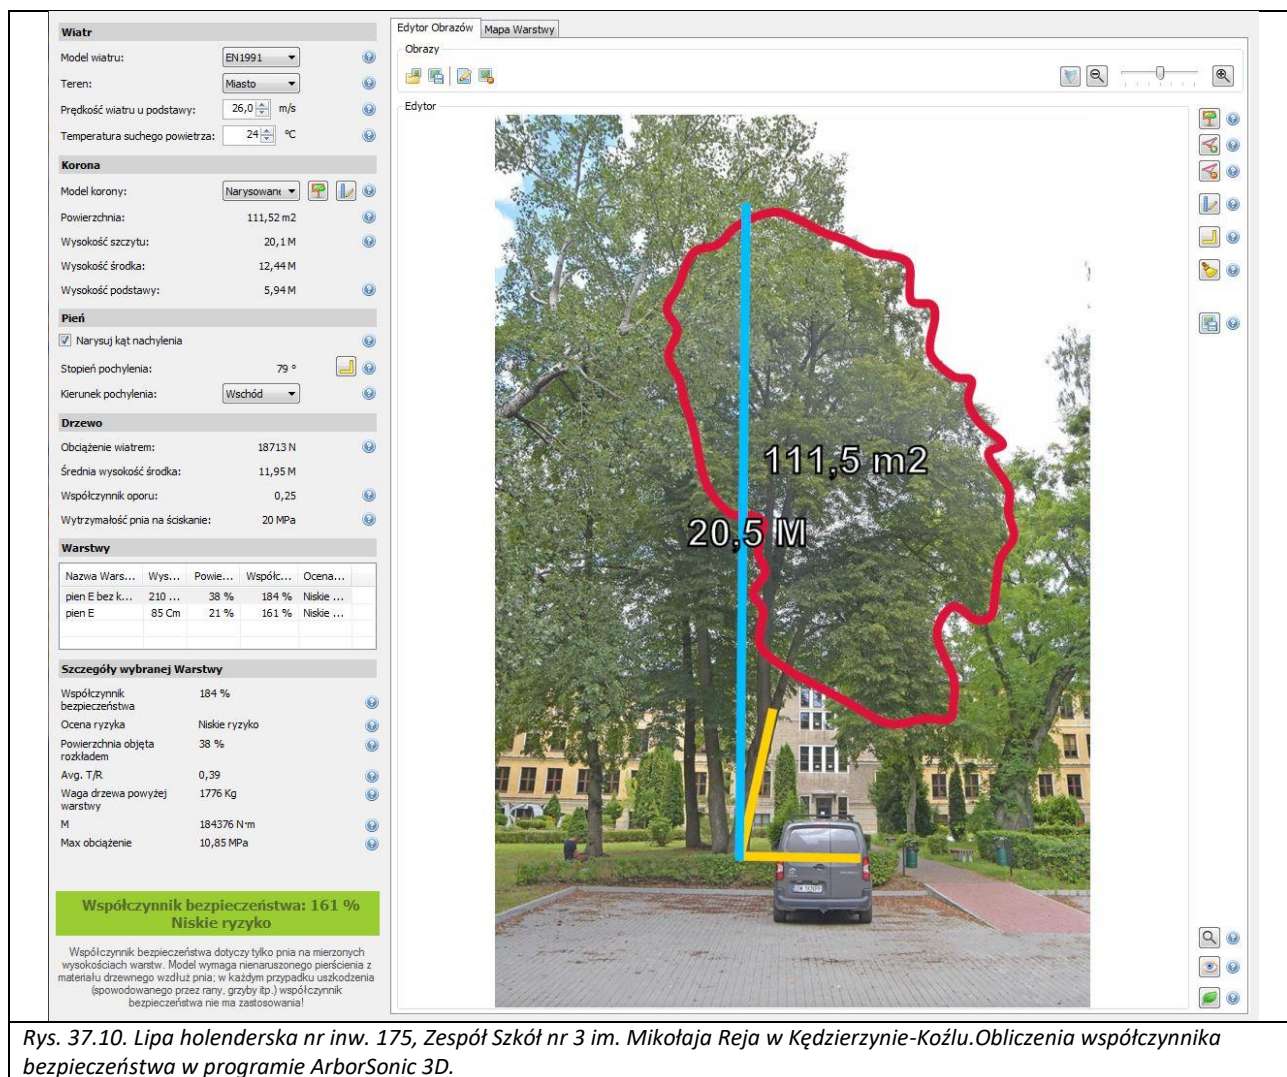 Wiatr
Model wiatru: EN1991
Teren: Miasto
Prędkość wiatru u podstawy: 26,0 m/s
Temperatura suchego powietrza: 24 °C
Korona
Model korony: Narysowane
Powierzchnia: 111,52 m2
Wysokość szczytu: 20,1 M
Wysokość środka: 12,44 M
Wysokość podstawy: 5,94 M
Pień
Narysuj kąt nachylenia
Stopień pochylenia: 79 °
Kierunek pochylenia: Wschód
Drzewo
Obciążenie wiatrem: 18713 N
Średnia wysokość środka: 11,95 M
Współczynnik oporu: 0,25
Wytrzymałość pnia na ściskanie: 20 MPa
Warstwy
Nazwa Wars... Wys... Powie... Współc... Ocena...
pien E bez k... 210 ... 38 % 184 % Niskie ...
pien E 85 Cm 21 % 161 % Niskie ...
Szczegóły wybranej Warstwy
Współczynnik bezpieczeństwa 184 %
Ocena ryzyka Niskie ryzyko
Powierzchnia objęta rozkładem 38 %
Avg. T/R 0,39
Waga drzewa powyżej warstwy 1776 Kg
M 184376 N·m
Max obciążenie 10,85 MPa
Współczynnik bezpieczeństwa: 161 %
Niskie ryzyko
Współczynnik bezpieczeństwa dotyczy tylko pnia na mierzonych
wysokościach warstw. Model wymaga nienaruszonego pierścienia z
materiału drzewnego wzdłuż pnia; w każdym przypadku uszkodzenia
(spowodowanego przez rany, grzyby itp.) współczynnik
bezpieczeństwa nie ma zastosowania!
Edytor Obrazów Mapa Warstwy
Obrazy
Edytor
111,5 m2
20,5 M
Rys. 37.10. Lipa holenderska nr inw. 175, Zespół Szkół nr 3 im. Mikołaja Reja w Kędzierzynie-Koźlu.Obliczenia współczynnika
bezpieczeństwa w programie ArborSonic 3D.